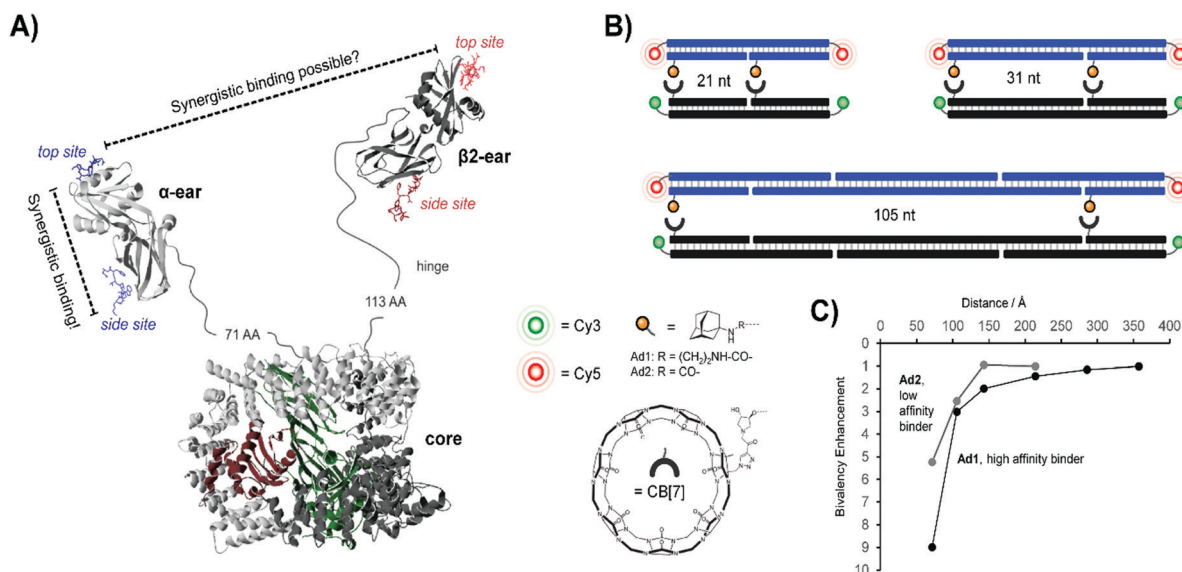 A)
Synergistic binding possible?
top site
β2-ear
side site
top site
α-ear
Synergistic binding!
side site
hinge
113 AA
71 AA
core
B)
21 nt
31 nt
105 nt
= Cy3
= Cy5
=
N
H
R
Ad1: R = (CH₂)₂NH-CO-
Ad2: R = CO-
= CB[7]
C)
Distance / Å
0 50 100 150 200 250 300 350 400
0
1
2
3
4
5
6
7
8
9
10
Bivalency Enhancement
Ad2,
low
affinity
binder
Ad1, high affinity binder